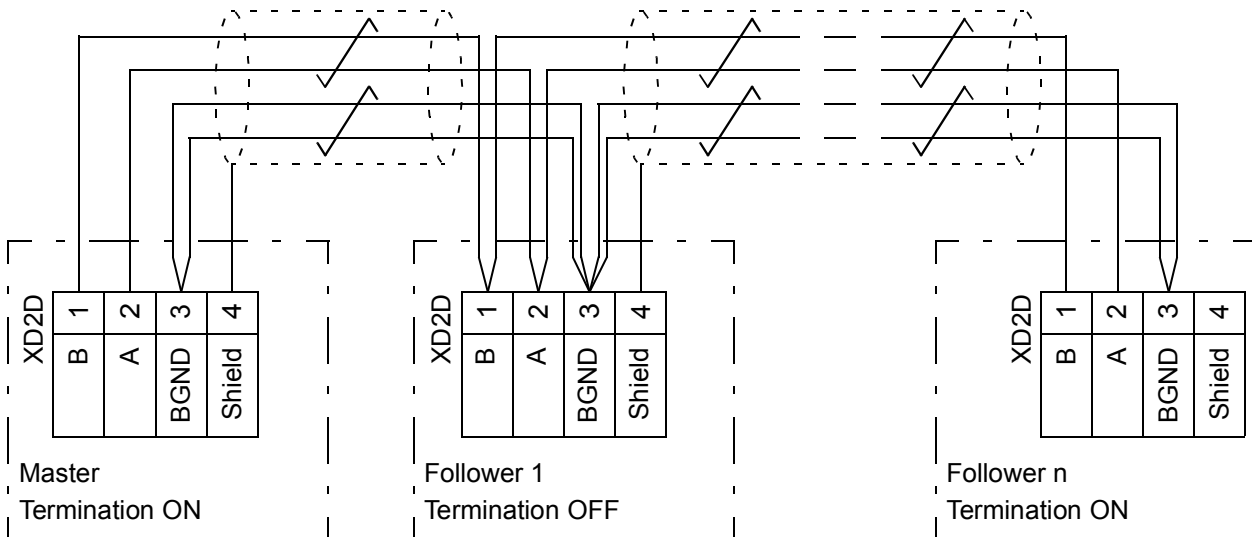 XD2D
1 2 3 4
B A BGND Shield
Master
Termination ON
XD2D
1 2 3 4
B A BGND Shield
Follower 1
Termination OFF
XD2D
1 2 3 4
B A BGND Shield
Follower n
Termination ON